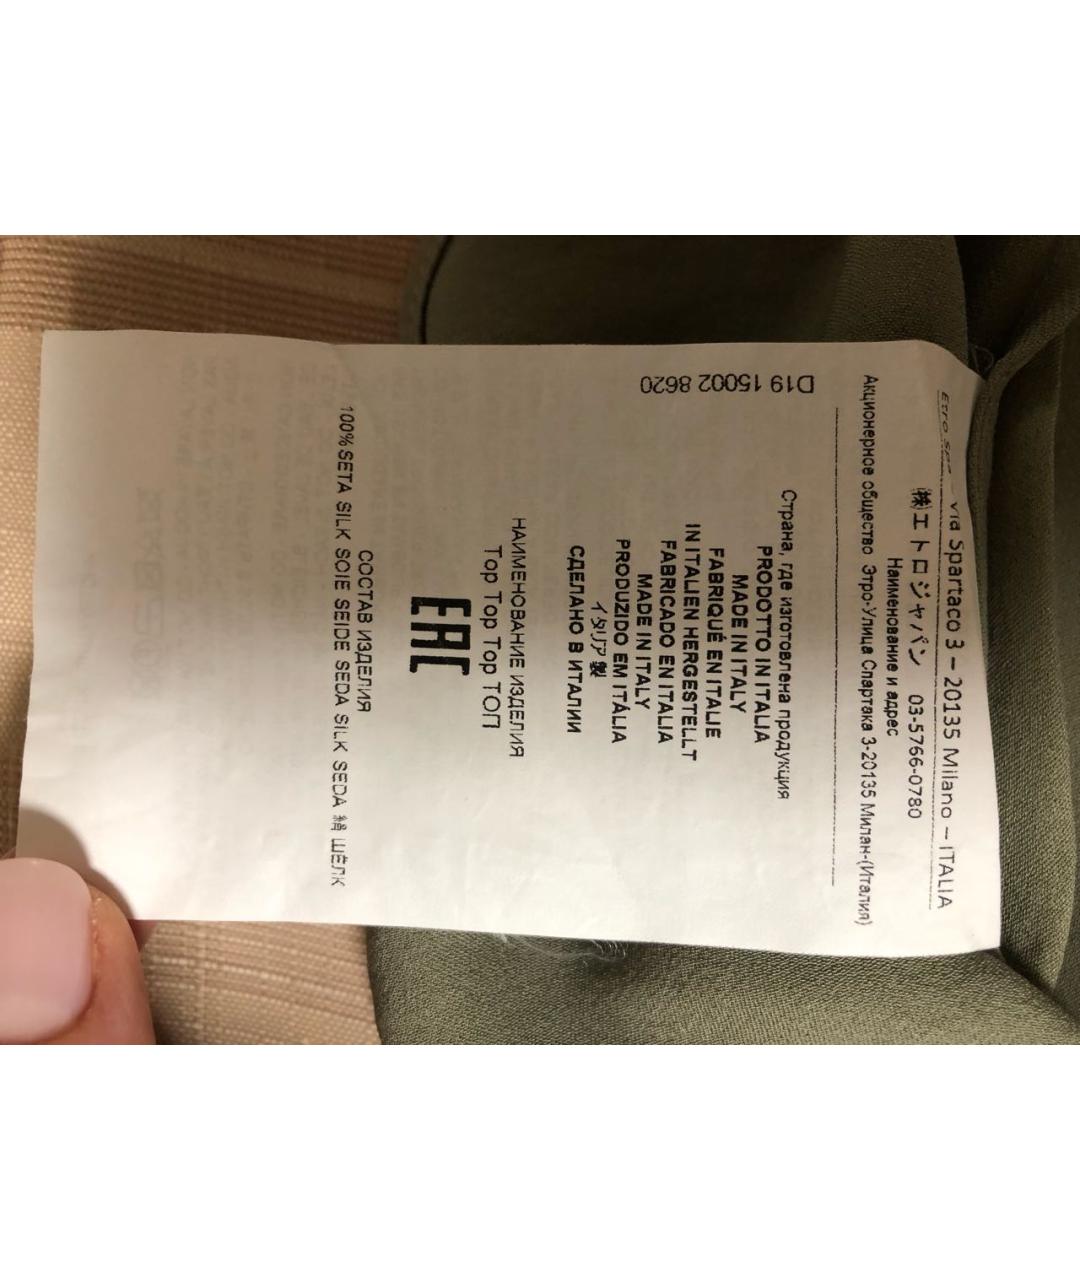 Etro spa – via Spartaco 3 – 20135 Milano – ITALIA
㈱エトロジャパン 03-5766-0780
Наименование и адрес
Акционерное общество Этро-Улица Спартака 3-20135 Милан-(Италия)
D19 15002 8620
Страна, где изготовлена продукция
PRODOTTO IN ITALIA
MADE IN ITALY
FABRIQUÉ EN ITALIE
IN ITALIEN HERGESTELLT
FABRICADO EN ITALIA
MADE IN ITALY
PRODUZIDO EM ITÁLIA
イタリア製
СДЕЛАНО В ИТАЛИИ
НАИМЕНОВАНИЕ ИЗДЕЛИЯ
Top Top Top Top ТОП
EAC
СОСТАВ ИЗДЕЛИЯ
100% SETA SILK SOIE SEIDE SEDA SILK SEDA 絹 ШЁЛК